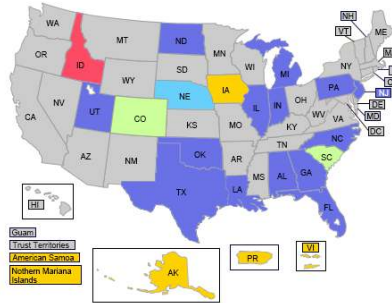 NH
WA
VT
ME
MT
ND
MN
OR
ID
WI
NY
SD
WY
MI
IA
PA
NJ
NE
NV
OH
DE
UT
IL
IN
MD
CO
WV
VA
DC
CA
KS
MO
KY
NC
TN
AZ
OK
NM
AR
SC
MS
AL
GA
TX
LA
FL
HI
Guam
Trust Territories
American Samoa
Nothern Mariana
Islands
AK
PR
VI